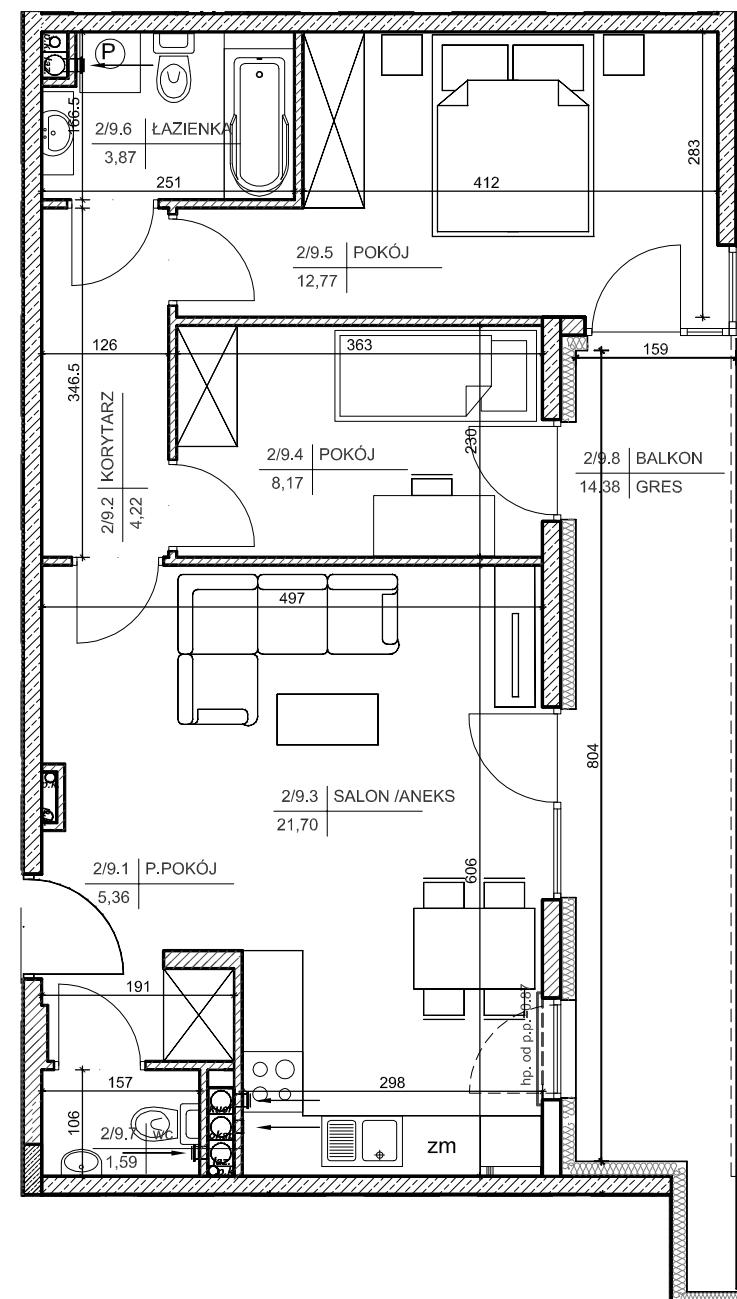 P
166.5
2/9.6 ŁAZIENKA
3,87
251
412
283
2/9.5 POKÓJ
12,77
126
363
159
346.5
2/9.2 KORYTARZ
4,22
230
2/9.4 POKÓJ
8,17
2/9.8 BALKON
14,38 GRES
497
804
2/9.3 SALON /ANEKS
21,70
2/9.1 P.POKÓJ
5,36
606
191
hp. od p.p.=0.87
157
298
106
2/9.7 wc
1,59
zm